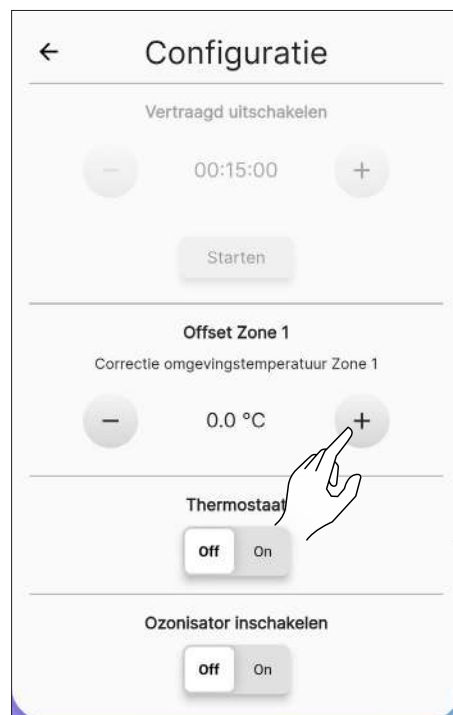 ← Configuratie
Vertraagd uitschakelen
− 00:15:00 +
Starten
Offset Zone 1
Correctie omgevingstemperatuur Zone 1
− 0.0 °C +
Thermostaat
Off On
Ozonisator inschakelen
Off On